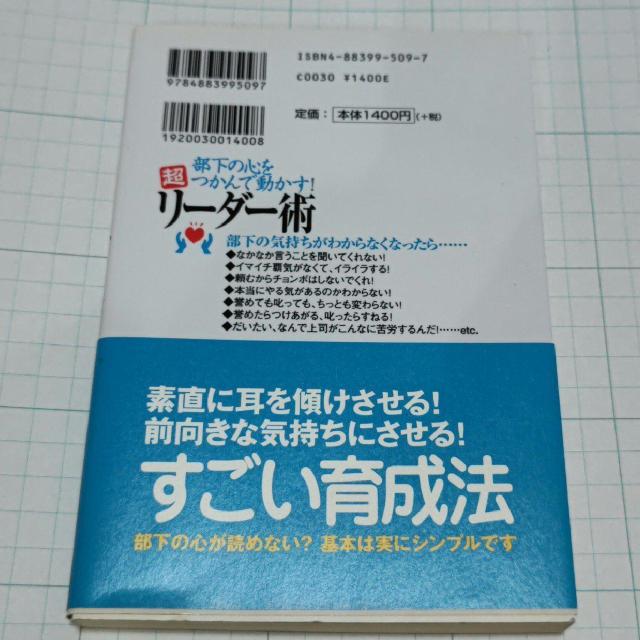 9784883995097
ISBN4-88399-509-7
C0030 ¥1400E
1920030014008
定価：本体1400円(+税)
部下の心を
つかんで動かす!
超
リーダー術
部下の気持ちがわからなくなったら……
◆なかなか言うことを聞いてくれない!
◆イマイチ覇気がなくて、イライラする!
◆頼むからチョンボはしないでくれ!
◆本当にやる気があるのかわからない!
◆誉めても叱っても、ちっとも変わらない!
◆誉めたらつけあがる、叱ったらすねる!
◆だいたい、なんで上司がこんなに苦労するんだ!……etc.
素直に耳を傾けさせる!
前向きな気持ちにさせる!
すごい育成法
部下の心が読めない? 基本は実にシンプルです